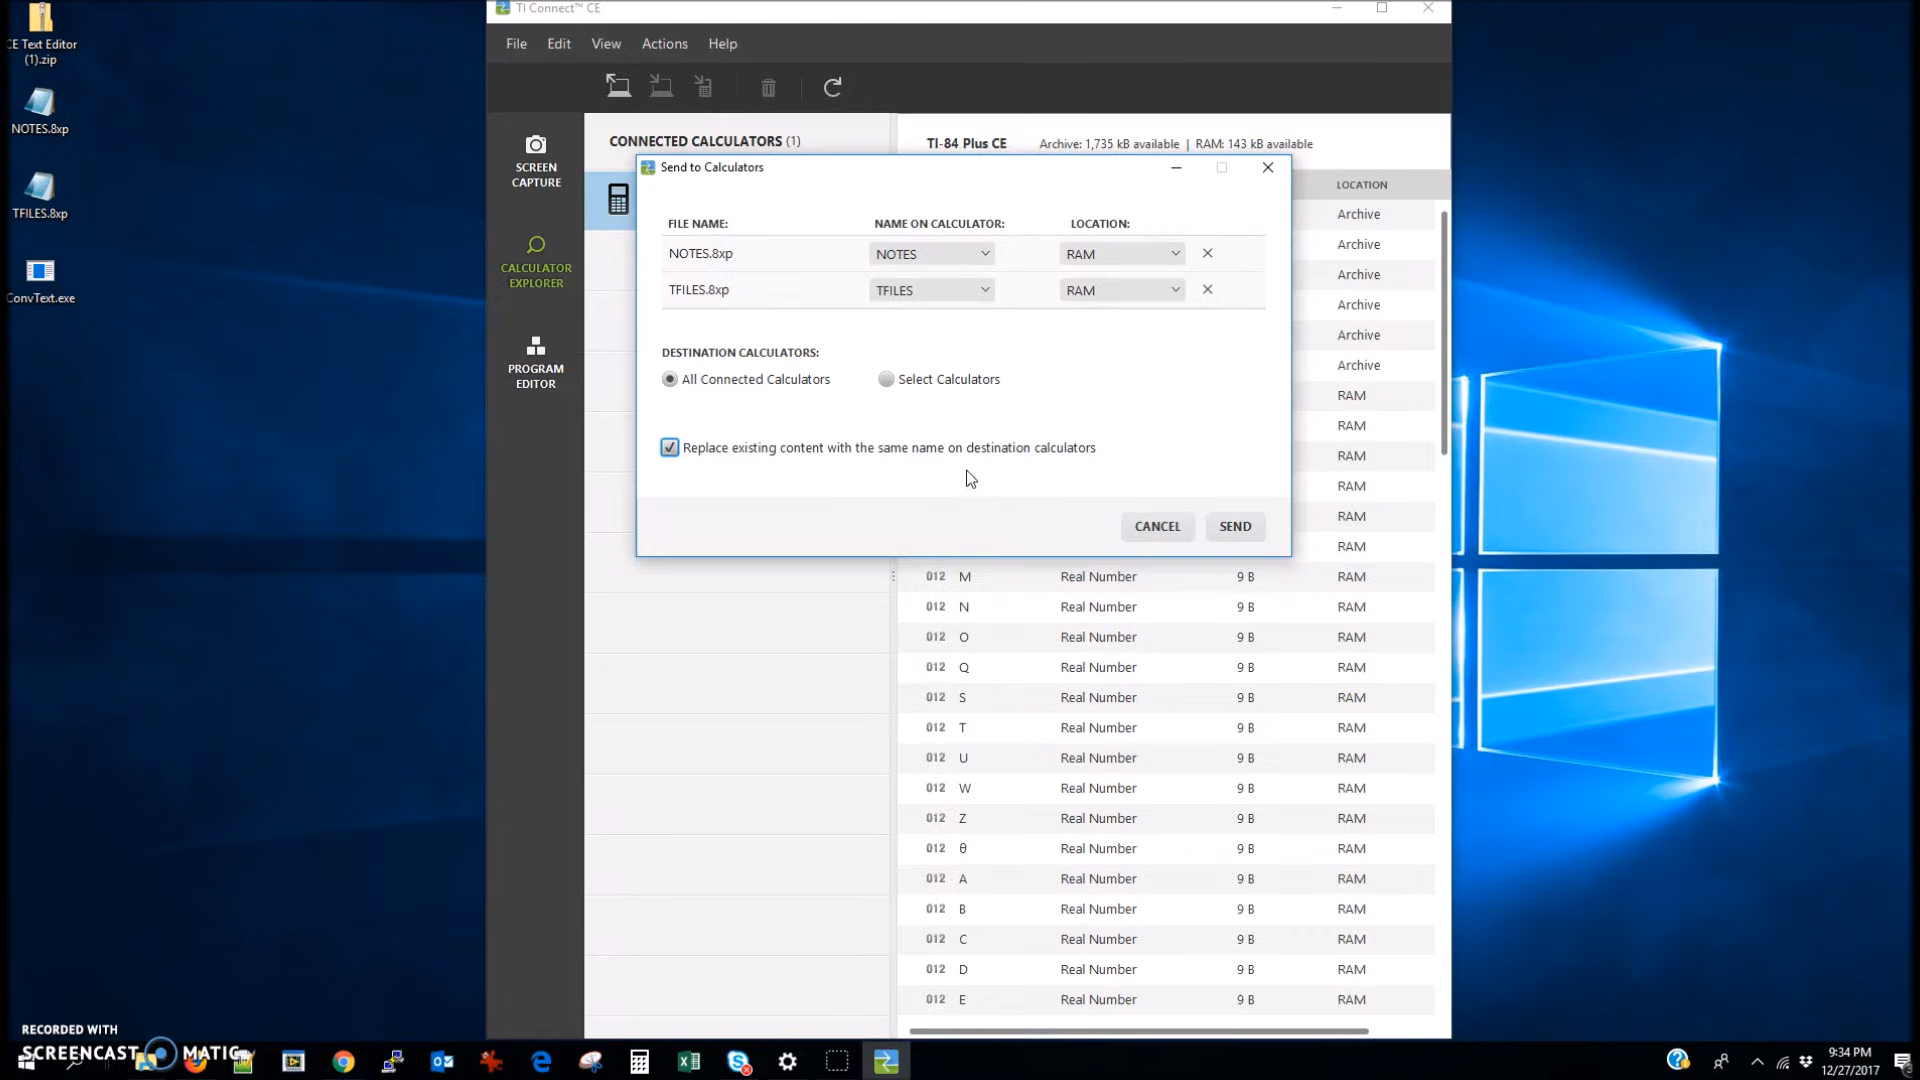 CE Text Editor
(1).zip
NOTES.8xp
TFILES.8xp
ConvText.exe
TI Connect™ CE
File Edit View Actions Help
SCREEN
CAPTURE
CALCULATOR
EXPLORER
PROGRAM
EDITOR
CONNECTED CALCULATORS (1)
TI-84 Plus CE Archive: 1,735 kB available | RAM: 143 kB available
LOCATION
Archive
Archive
Archive
Archive
Archive
Archive
RAM
RAM
RAM
RAM
RAM
RAM
Send to Calculators
FILE NAME: NAME ON CALCULATOR: LOCATION:
NOTES.8xp NOTES RAM
TFILES.8xp TFILES RAM
DESTINATION CALCULATORS:
All Connected Calculators Select Calculators
Replace existing content with the same name on destination calculators
CANCEL SEND
012 M Real Number 9 B RAM
012 N Real Number 9 B RAM
012 O Real Number 9 B RAM
012 Q Real Number 9 B RAM
012 S Real Number 9 B RAM
012 T Real Number 9 B RAM
012 U Real Number 9 B RAM
012 W Real Number 9 B RAM
012 Z Real Number 9 B RAM
012 θ Real Number 9 B RAM
012 A Real Number 9 B RAM
012 B Real Number 9 B RAM
012 C Real Number 9 B RAM
012 D Real Number 9 B RAM
012 E Real Number 9 B RAM
RECORDED WITH
SCREENCAST MATIC
9:34 PM
12/27/2017